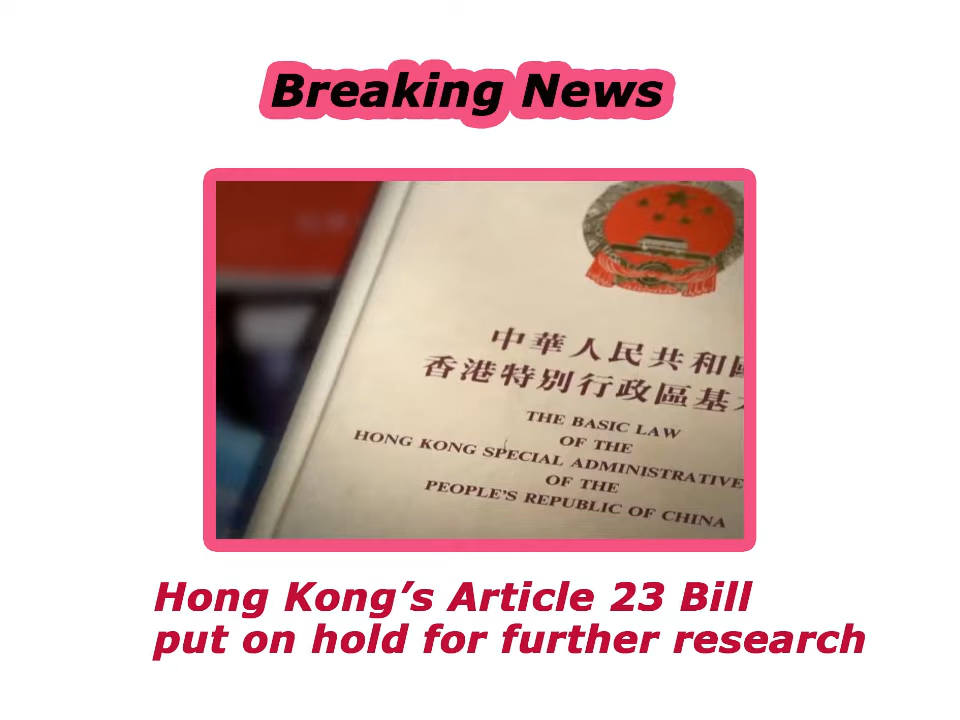 Breaking News
中華人民共和
香港特別行政區基
THE BASIC LAW
OF THE
HONG KONG SPECIAL ADMINISTRATIVE
OF THE
PEOPLE'S REPUBLIC OF CHINA
Hong Kong’s Article 23 Bill
put on hold for further research